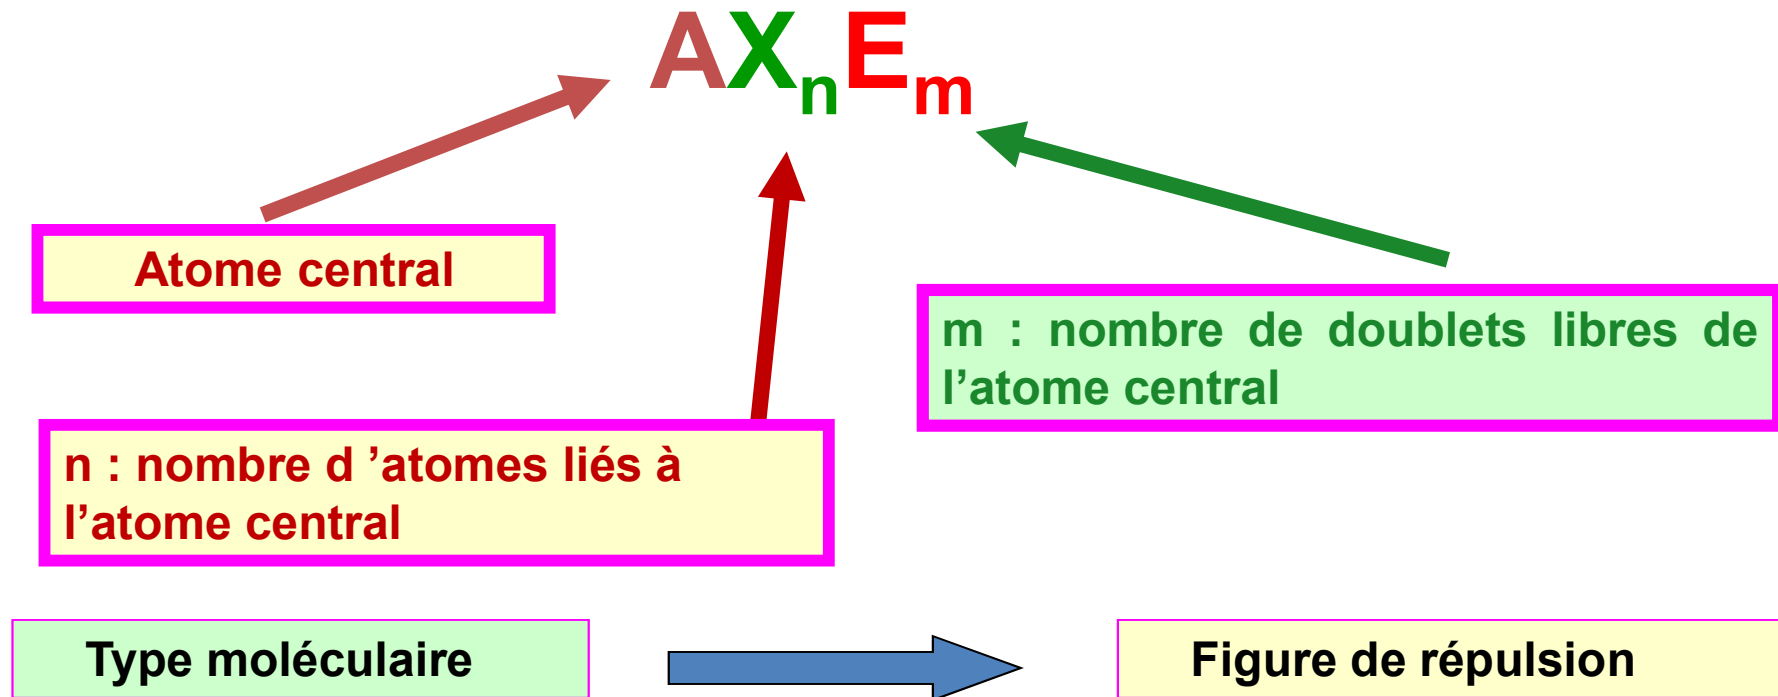 AXnEm
Atome central
m : nombre de doublets libres de
l’atome central
n : nombre d ’atomes liés à
l’atome central
Type moléculaire
Figure de répulsion